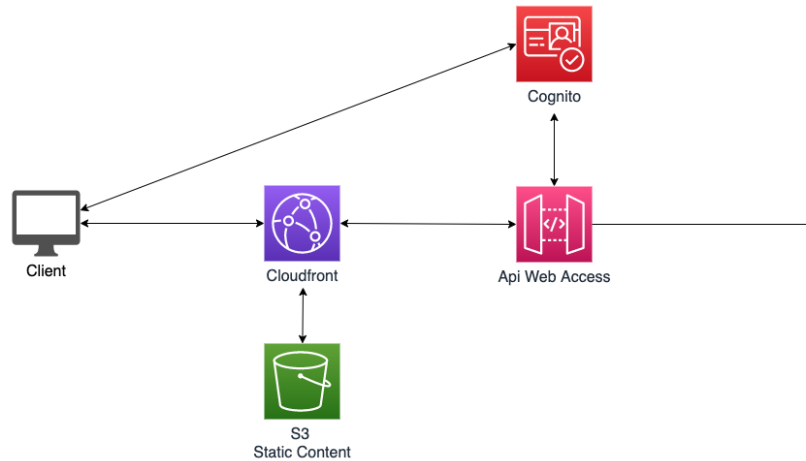 Cognito
Client
Cloudfront
Api Web Access
</>
S3
Static Content